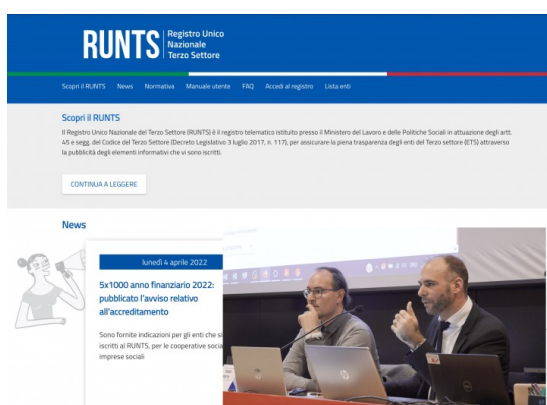 RUNTS
Registro Unico
Nazionale
Terzo Settore
Scopri il RUNTS News Normativa Manuale utente FAQ Accedi al registro Lista enti
Scopri il RUNTS
Il Registro Unico Nazionale del Terzo Settore (RUNTS) è il registro telematico istituito presso il Ministero del Lavoro e delle Politiche Sociali in attuazione degli artt.
45 e segg. del Codice del Terzo Settore (Decreto Legislativo 3 luglio 2017, n. 117), per assicurare la piena trasparenza degli enti del Terzo settore (ETS) attraverso
la pubblicità degli elementi informativi che vi sono iscritti.
CONTINUA A LEGGERE
News
lunedì 4 aprile 2022
5x1000 anno finanziario 2022:
pubblicato l'avviso relativo
all'accreditamento
Sono fornite indicazioni per gli enti che si
iscritti al RUNTS, per le cooperative socia
imprese sociali